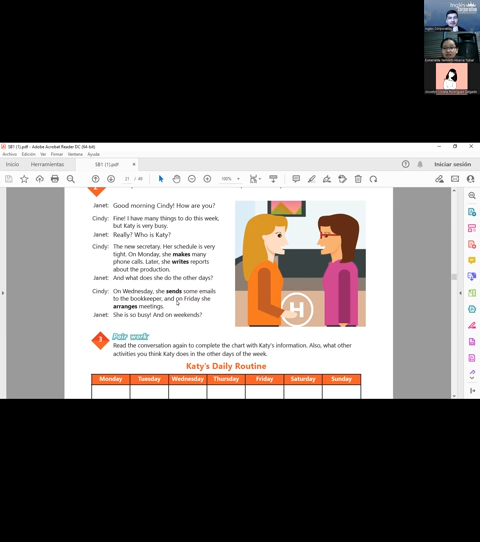 Inglés
Corporativo
SB1 (1).pdf - Adobe Acrobat Reader DC (64-bit)
Archivo Edición Ver Firmar Ventana Ayuda
Inicio Herramientas SB1 (1).pdf Iniciar sesión
21 / 45 100%
2
Janet: Good morning Cindy! How are you?
Cindy: Fine! I have many things to do this week,
but Katy is very busy.
Janet: Really? Who is Katy?
Cindy: The new secretary. Her schedule is very
tight. On Monday, she makes many
phone calls. Later, she writes reports
about the production.
Janet: And what does she do the other days?
Cindy: On Wednesday, she sends some emails
to the bookkeeper, and on Friday she
arranges meetings.
Janet: She is so busy! And on weekends?
3 Pair work
Read the conversation again to complete the chart with Katy's information. Also, what other
activities you think Katy does in the other days of the week.
Katy's Daily Routine
Monday Tuesday Wednesday Thursday Friday Saturday Sunday